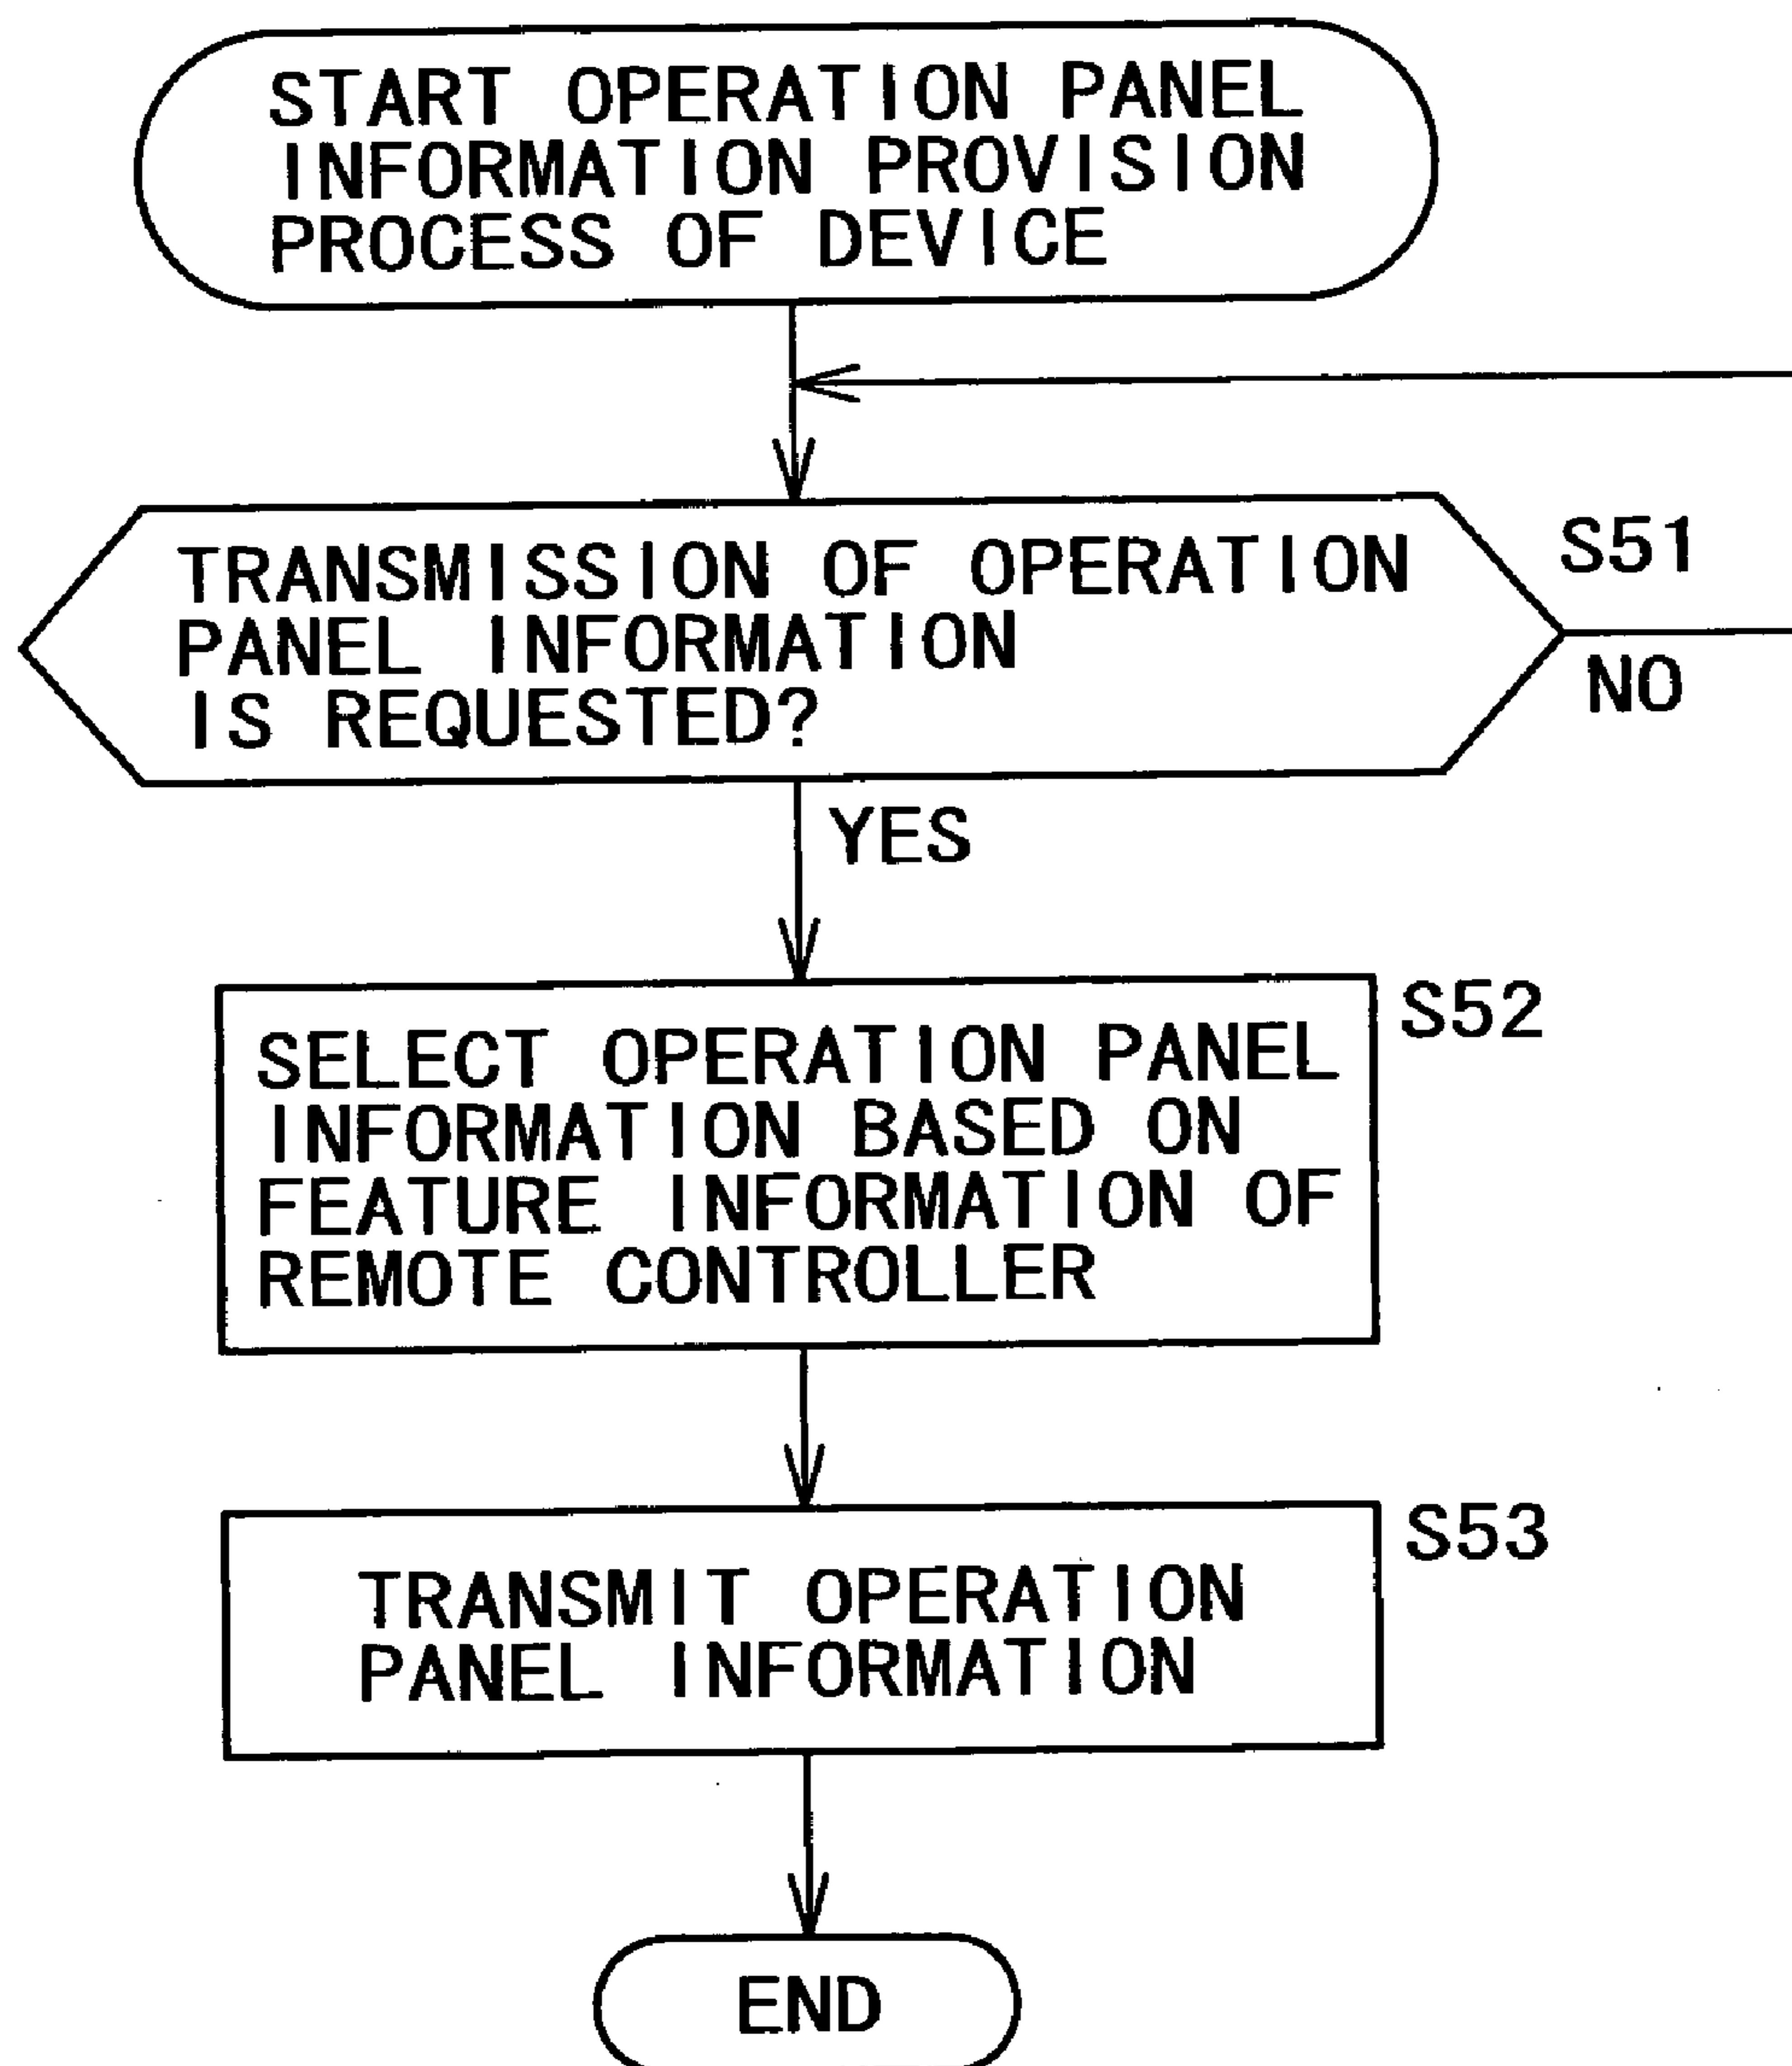 START OPERATION PANEL
INFORMATION PROVISION
PROCESS OF DEVICE
TRANSMISSION OF OPERATION
PANEL INFORMATION
IS REQUESTED?
S51
NO
YES
S52
SELECT OPERATION PANEL
INFORMATION BASED ON
FEATURE INFORMATION OF
REMOTE CONTROLLER
S53
TRANSMIT OPERATION
PANEL INFORMATION
END